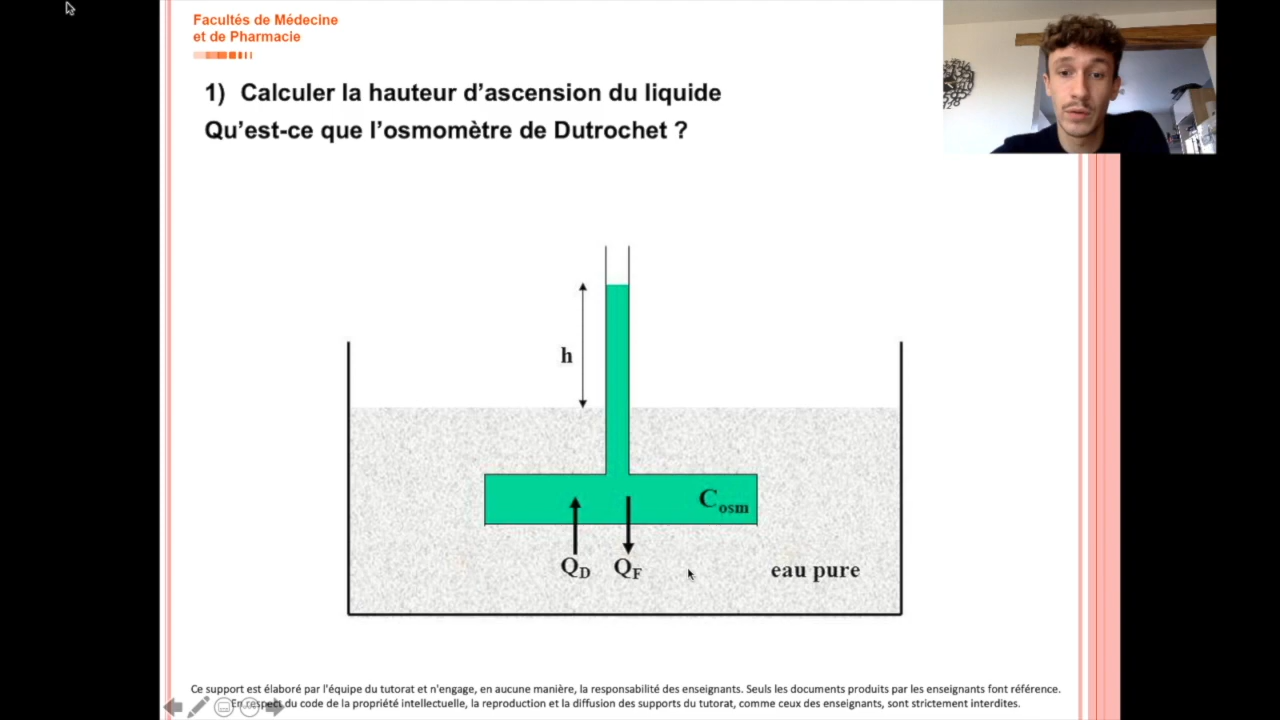 Facultés de Médecine
et de Pharmacie
1) Calculer la hauteur d'ascension du liquide
Qu'est-ce que l'osmomètre de Dutrochet ?
h
C osm
Q D Q F
eau pure
Ce support est élaboré par l'équipe du tutorat et n'engage, en aucune manière, la responsabilité des enseignants. Seuls les documents produits par les enseignants font référence.
En respect du code de la propriété intellectuelle, la reproduction et la diffusion des supports du tutorat, comme ceux des enseignants, sont strictement interdites.